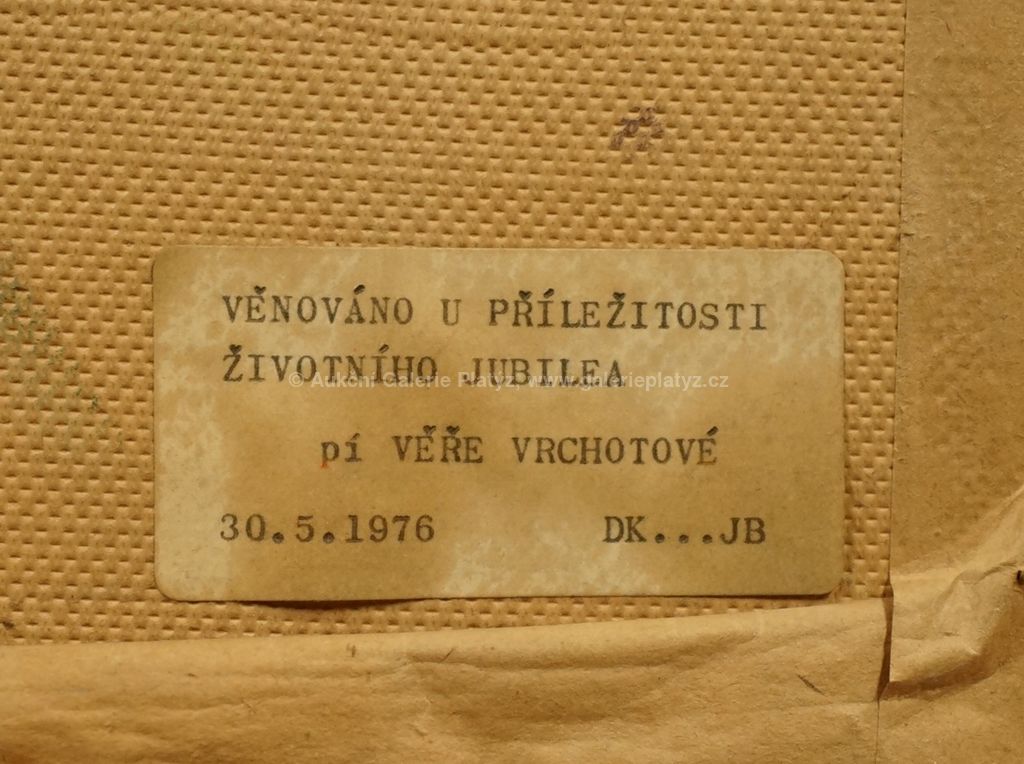 VĚNOVÁNO U PŘÍLEŽITOSTI
ŽIVOTNÍHO JUBILEA
© Aukční Galerie Platýz, www.galerieplatyz.cz
pí VĚŘE VRCHOTOVÉ
30.5.1976 DK...JB